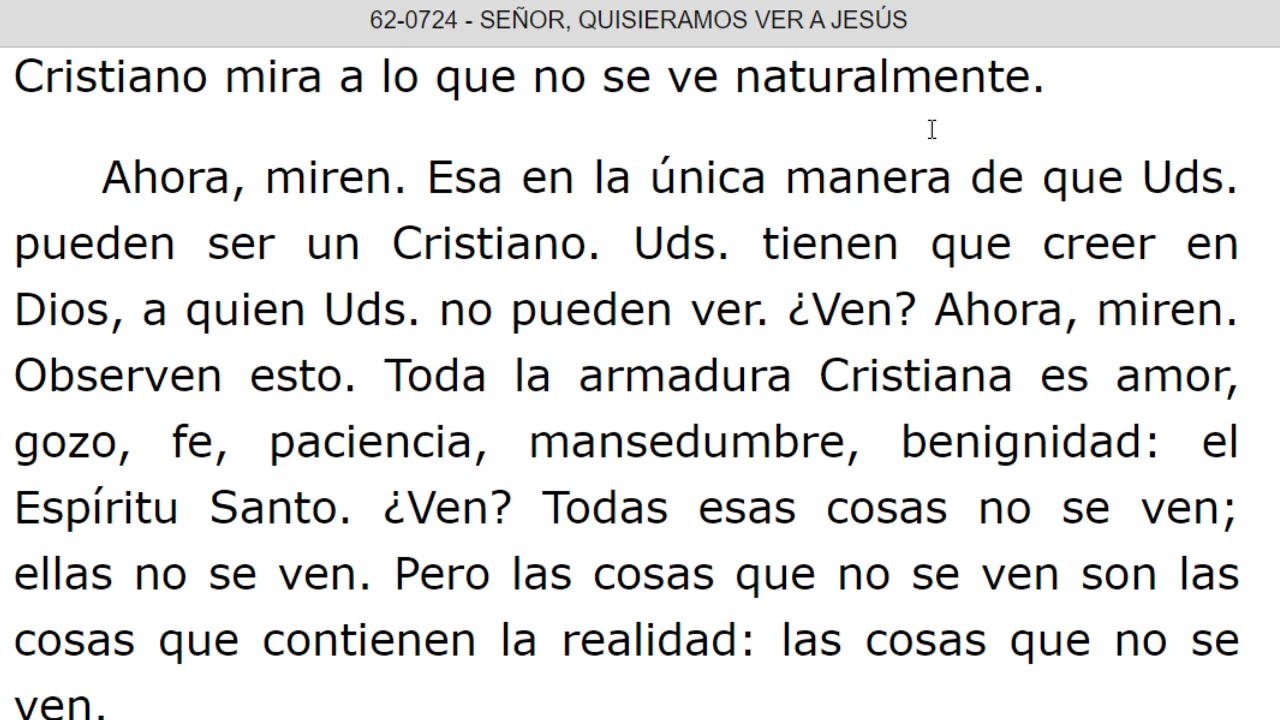 62-0724 - SEÑOR, QUISIERAMOS VER A JESÚS
Cristiano mira a lo que no se ve naturalmente.
Ahora, miren. Esa en la única manera de que Uds.
pueden ser un Cristiano. Uds. tienen que creer en
Dios, a quien Uds. no pueden ver. ¿Ven? Ahora, miren.
Observen esto. Toda la armadura Cristiana es amor,
gozo, fe, paciencia, mansedumbre, benignidad: el
Espíritu Santo. ¿Ven? Todas esas cosas no se ven;
ellas no se ven. Pero las cosas que no se ven son las
cosas que contienen la realidad: las cosas que no se
ven.